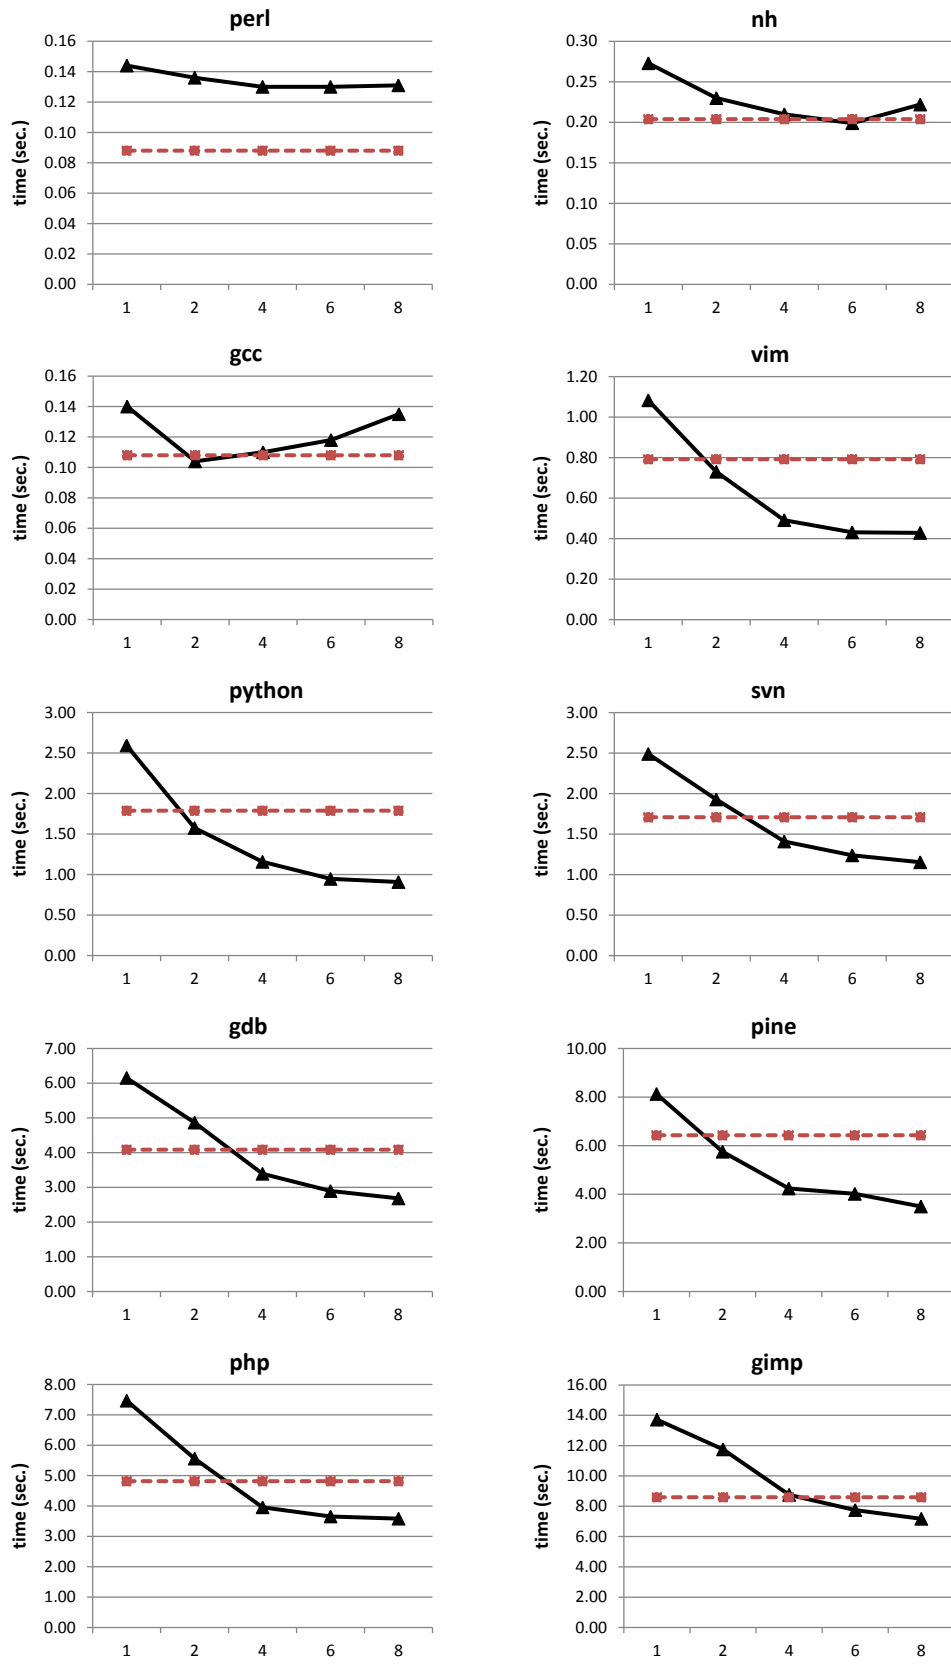 perl
0.16
0.14
0.12
0.10
0.08
0.06
0.04
0.02
0.00
time (sec.)
1 2 4 6 8
nh
0.30
0.25
0.20
0.15
0.10
0.05
0.00
time (sec.)
1 2 4 6 8
gcc
0.16
0.14
0.12
0.10
0.08
0.06
0.04
0.02
0.00
time (sec.)
1 2 4 6 8
vim
1.20
1.00
0.80
0.60
0.40
0.20
0.00
time (sec.)
1 2 4 6 8
python
3.00
2.50
2.00
1.50
1.00
0.50
0.00
time (sec.)
1 2 4 6 8
svn
3.00
2.50
2.00
1.50
1.00
0.50
0.00
time (sec.)
1 2 4 6 8
gdb
7.00
6.00
5.00
4.00
3.00
2.00
1.00
0.00
time (sec.)
1 2 4 6 8
pine
10.00
8.00
6.00
4.00
2.00
0.00
time (sec.)
1 2 4 6 8
php
8.00
7.00
6.00
5.00
4.00
3.00
2.00
1.00
0.00
time (sec.)
1 2 4 6 8
gimp
16.00
14.00
12.00
10.00
8.00
6.00
4.00
2.00
0.00
time (sec.)
1 2 4 6 8